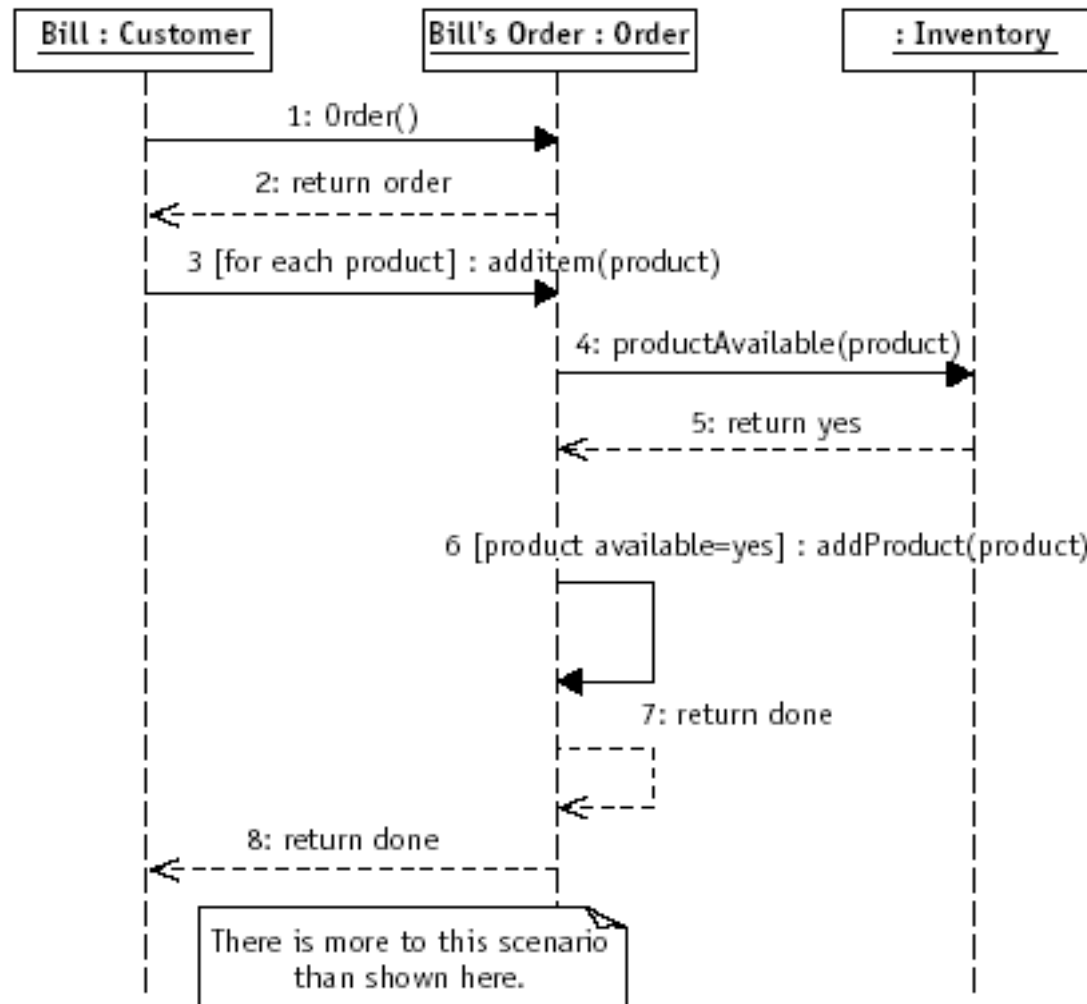 Bill : Customer
Bill's Order : Order
: Inventory
1: Order()
2: return order
3 [for each product] : additem(product)
4: productAvailable(product)
5: return yes
6 [product available=yes] : addProduct(product)
7: return done
8: return done
There is more to this scenario
than shown here.